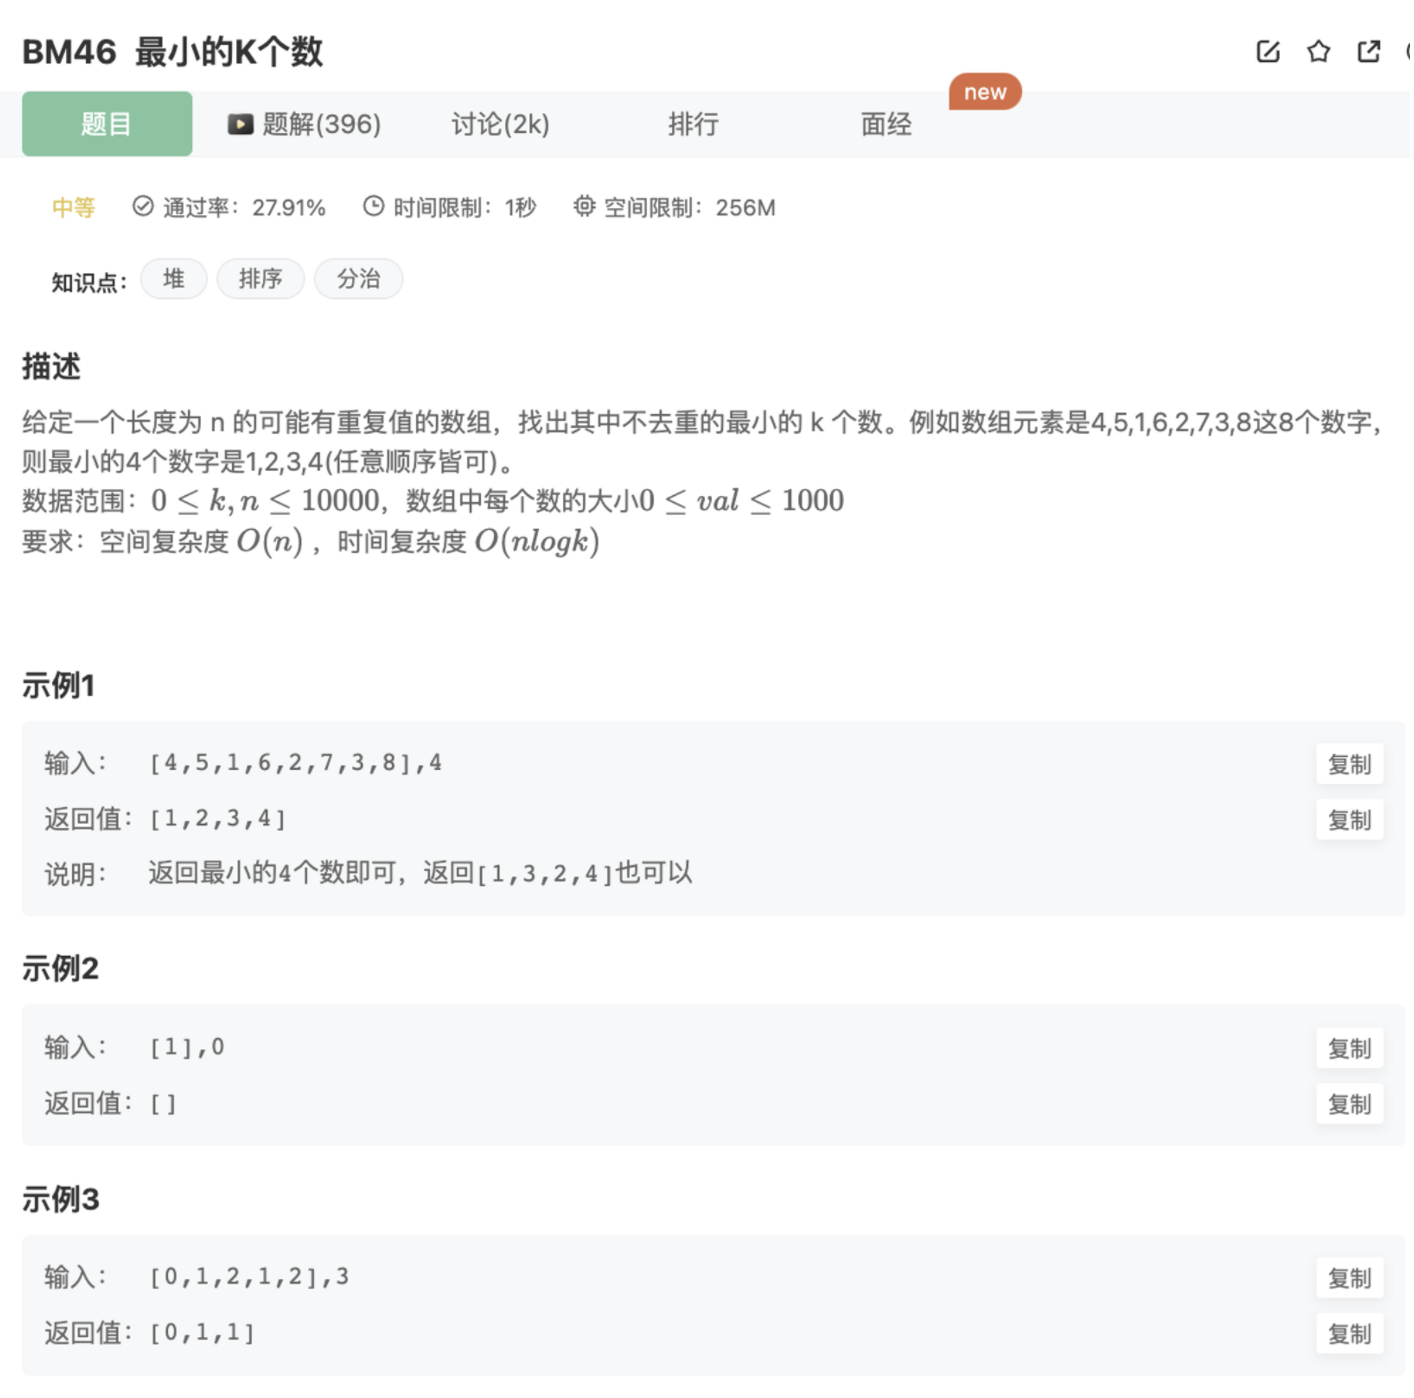 BM46 最小的K个数
new
题目 题解(396) 讨论(2k) 排行 面经
中等 通过率：27.91% 时间限制：1秒 空间限制：256M
知识点： 堆 排序 分治
描述
给定一个长度为 n 的可能有重复值的数组，找出其中不去重的最小的 k 个数。例如数组元素是4,5,1,6,2,7,3,8这8个数字，
则最小的4个数字是1,2,3,4(任意顺序皆可)。
数据范围：0 ≤ k, n ≤ 10000，数组中每个数的大小0 ≤ val ≤ 1000
要求：空间复杂度 O(n) ，时间复杂度 O(nlogk)
示例1
输入： [4,5,1,6,2,7,3,8],4 复制
返回值：[1,2,3,4] 复制
说明： 返回最小的4个数即可，返回[1,3,2,4]也可以
示例2
输入： [1],0 复制
返回值：[] 复制
示例3
输入： [0,1,2,1,2],3 复制
返回值：[0,1,1] 复制